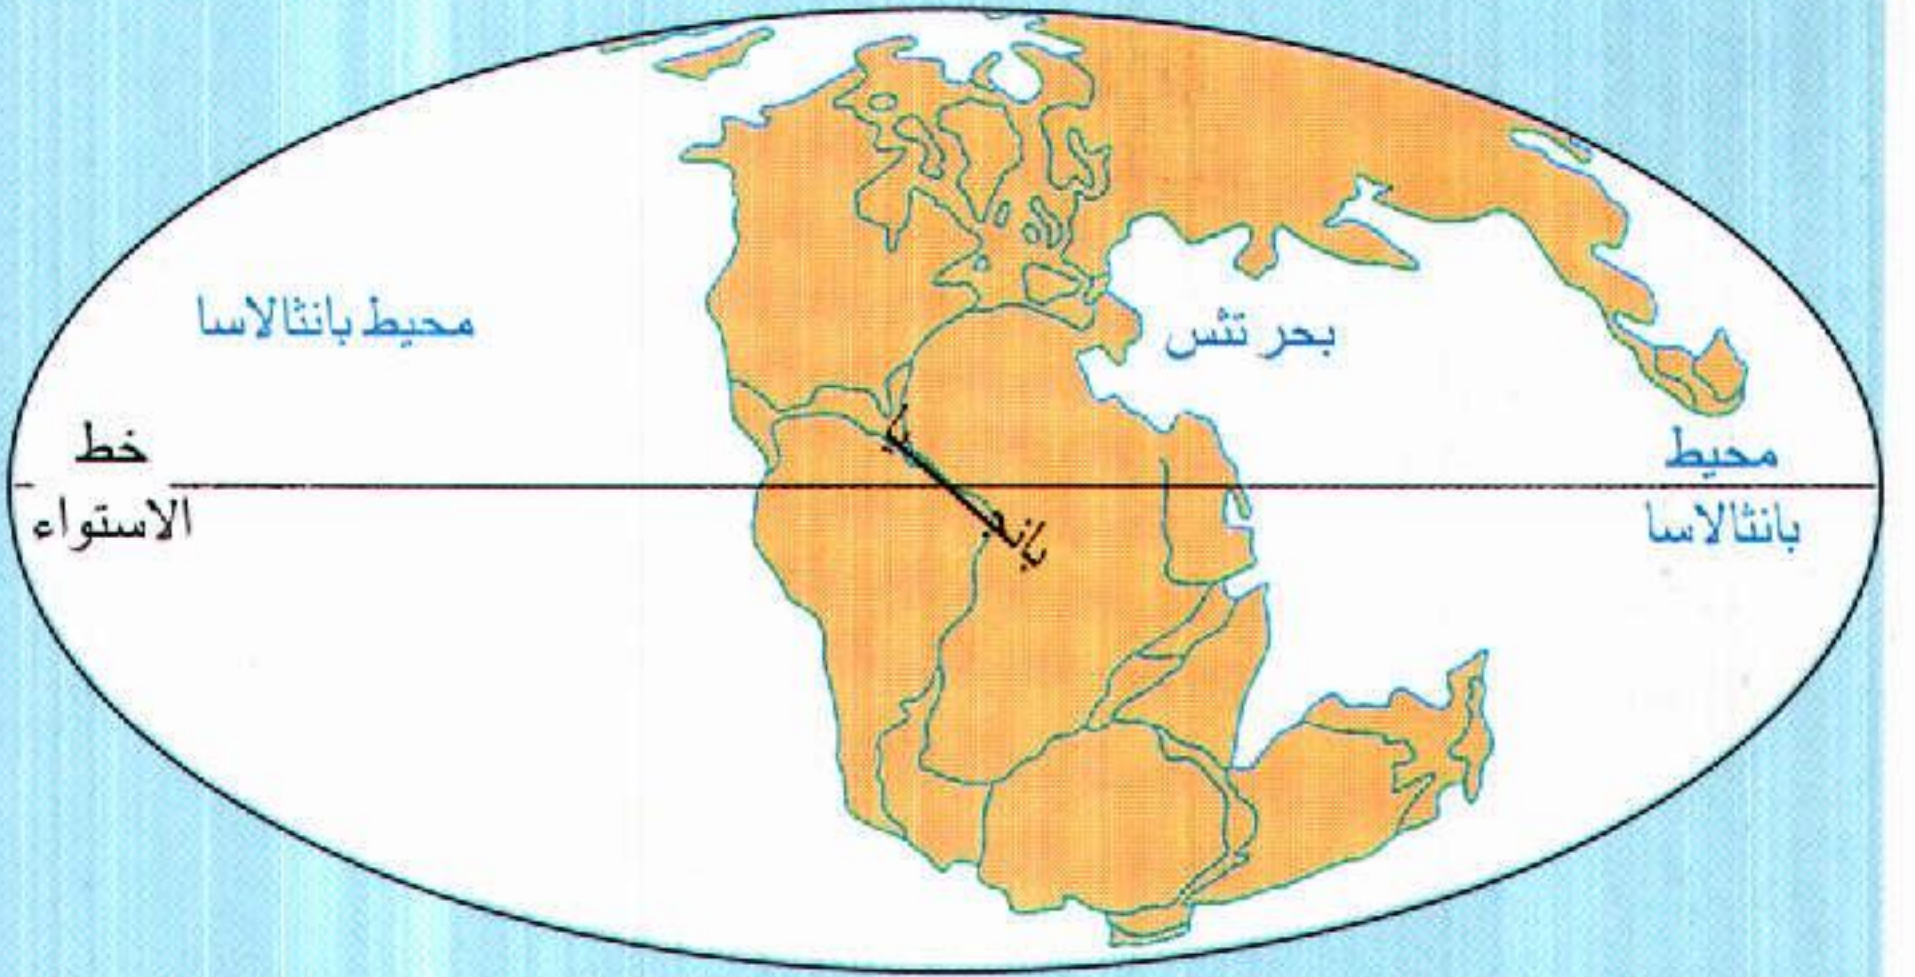 محيط بانثالاسا
بحر تثس
خط
الاستواء
بانجيا
محيط
بانثالاسا